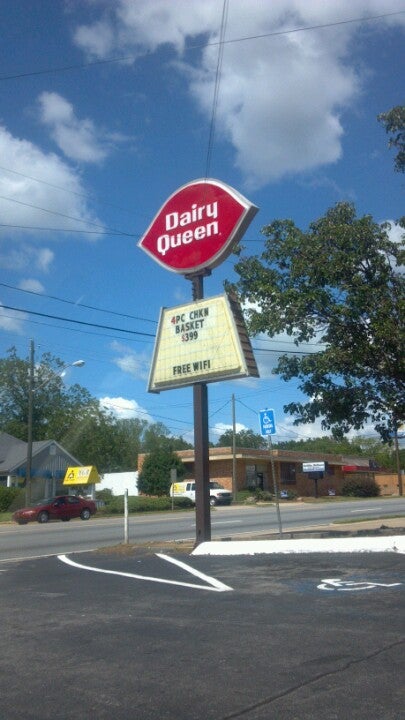 Dairy
Queen
4PC CHKN
BASKET
$399
FREE WIFI